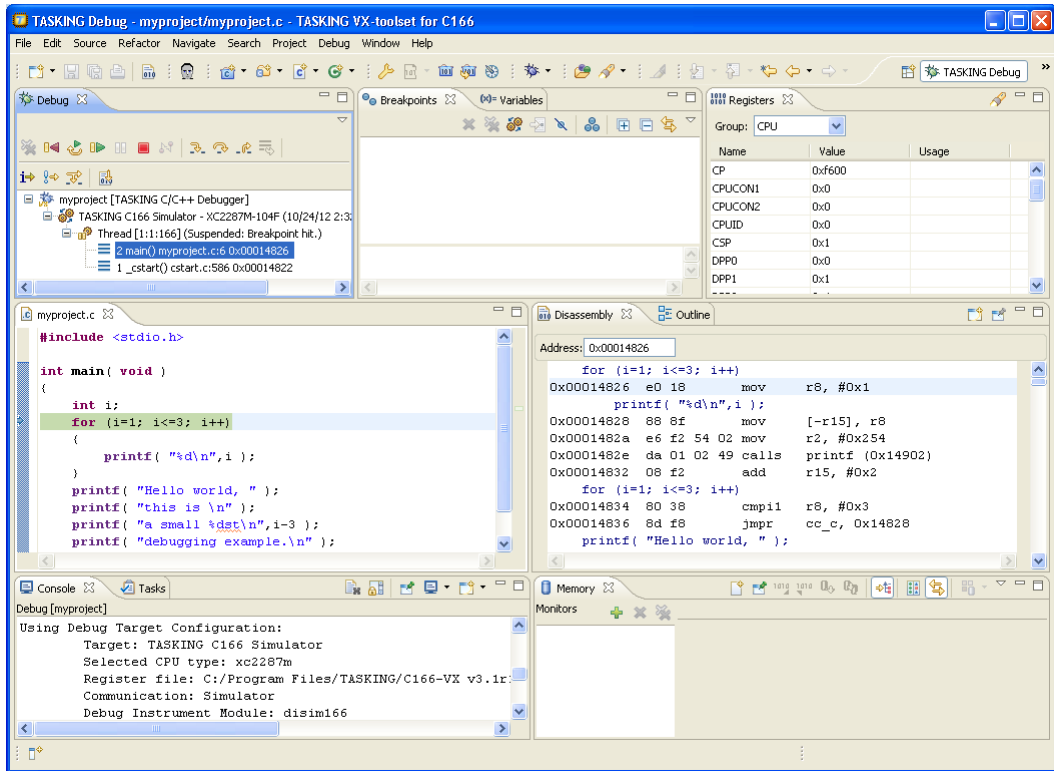 TASKING Debug - myproject/myproject.c - TASKING VX-toolset for C166
File Edit Source Refactor Navigate Search Project Debug Window Help
TASKING Debug
Debug
myproject [TASKING C/C++ Debugger]
TASKING C166 Simulator - XC2287M-104F (10/24/12 2:3
Thread [1:1:166] (Suspended: Breakpoint hit.)
2 main() myproject.c:6 0x00014826
1 _cstart() cstart.c:586 0x00014822
Breakpoints (x)= Variables
Registers
Group: CPU
Name Value Usage
CP 0xf600
CPUCON1 0x0
CPUCON2 0x0
CPUID 0x0
CSP 0x1
DPP0 0x0
DPP1 0x1
myproject.c
#include <stdio.h>
int main( void )
{
int i;
for (i=1; i<=3; i++)
{
printf( "%d\n",i );
}
printf( "Hello world, " );
printf( "this is \n" );
printf( "a small %dst\n",i-3 );
printf( "debugging example.\n" );
Disassembly Outline
Address: 0x00014826
for (i=1; i<=3; i++)
0x00014826 e0 18 mov r8, #0x1
printf( "%d\n",i );
0x00014828 88 8f mov [-r15], r8
0x0001482a e6 f2 54 02 mov r2, #0x254
0x0001482e da 01 02 49 calls printf (0x14902)
0x00014832 08 f2 add r15, #0x2
for (i=1; i<=3; i++)
0x00014834 80 38 cmpi1 r8, #0x3
0x00014836 8d f8 jmpr cc_c, 0x14828
printf( "Hello world, " );
Console Tasks
Debug [myproject]
Using Debug Target Configuration:
Target: TASKING C166 Simulator
Selected CPU type: xc2287m
Register file: C:/Program Files/TASKING/C166-VX v3.1r
Communication: Simulator
Debug Instrument Module: disim166
Memory
Monitors